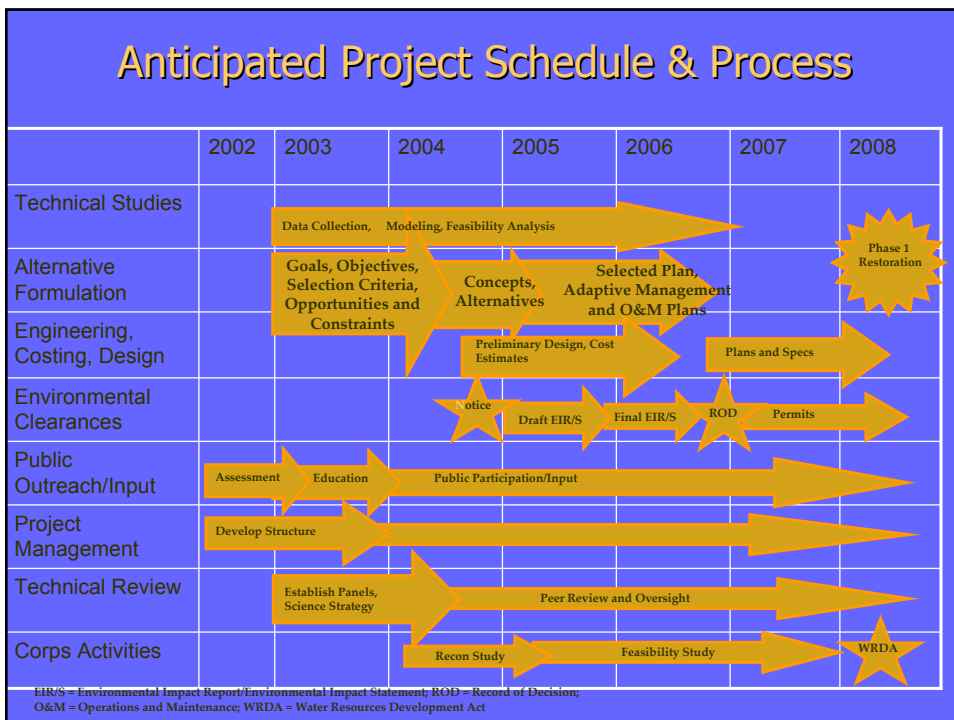 Anticipated Project Schedule & Process
2002 2003 2004 2005 2006 2007 2008
Technical Studies
Data Collection, Modeling, Feasibility Analysis
Phase 1
Restoration
Alternative
Formulation
Goals, Objectives,
Selection Criteria,
Opportunities and
Constraints
Concepts,
Alternatives
Selected Plan,
Adaptive Management
and O&M Plans
Engineering,
Costing, Design
Preliminary Design, Cost
Estimates
Plans and Specs
Environmental
Clearances
Notice
Draft EIR/S
Final EIR/S
ROD
Permits
Public
Outreach/Input
Assessment
Education
Public Participation/Input
Project
Management
Develop Structure
Technical Review
Establish Panels,
Science Strategy
Peer Review and Oversight
Corps Activities
Recon Study
Feasibility Study
WRDA
EIR/S = Environmental Impact Report/Environmental Impact Statement; ROD = Record of Decision;
O&M = Operations and Maintenance; WRDA = Water Resources Development Act